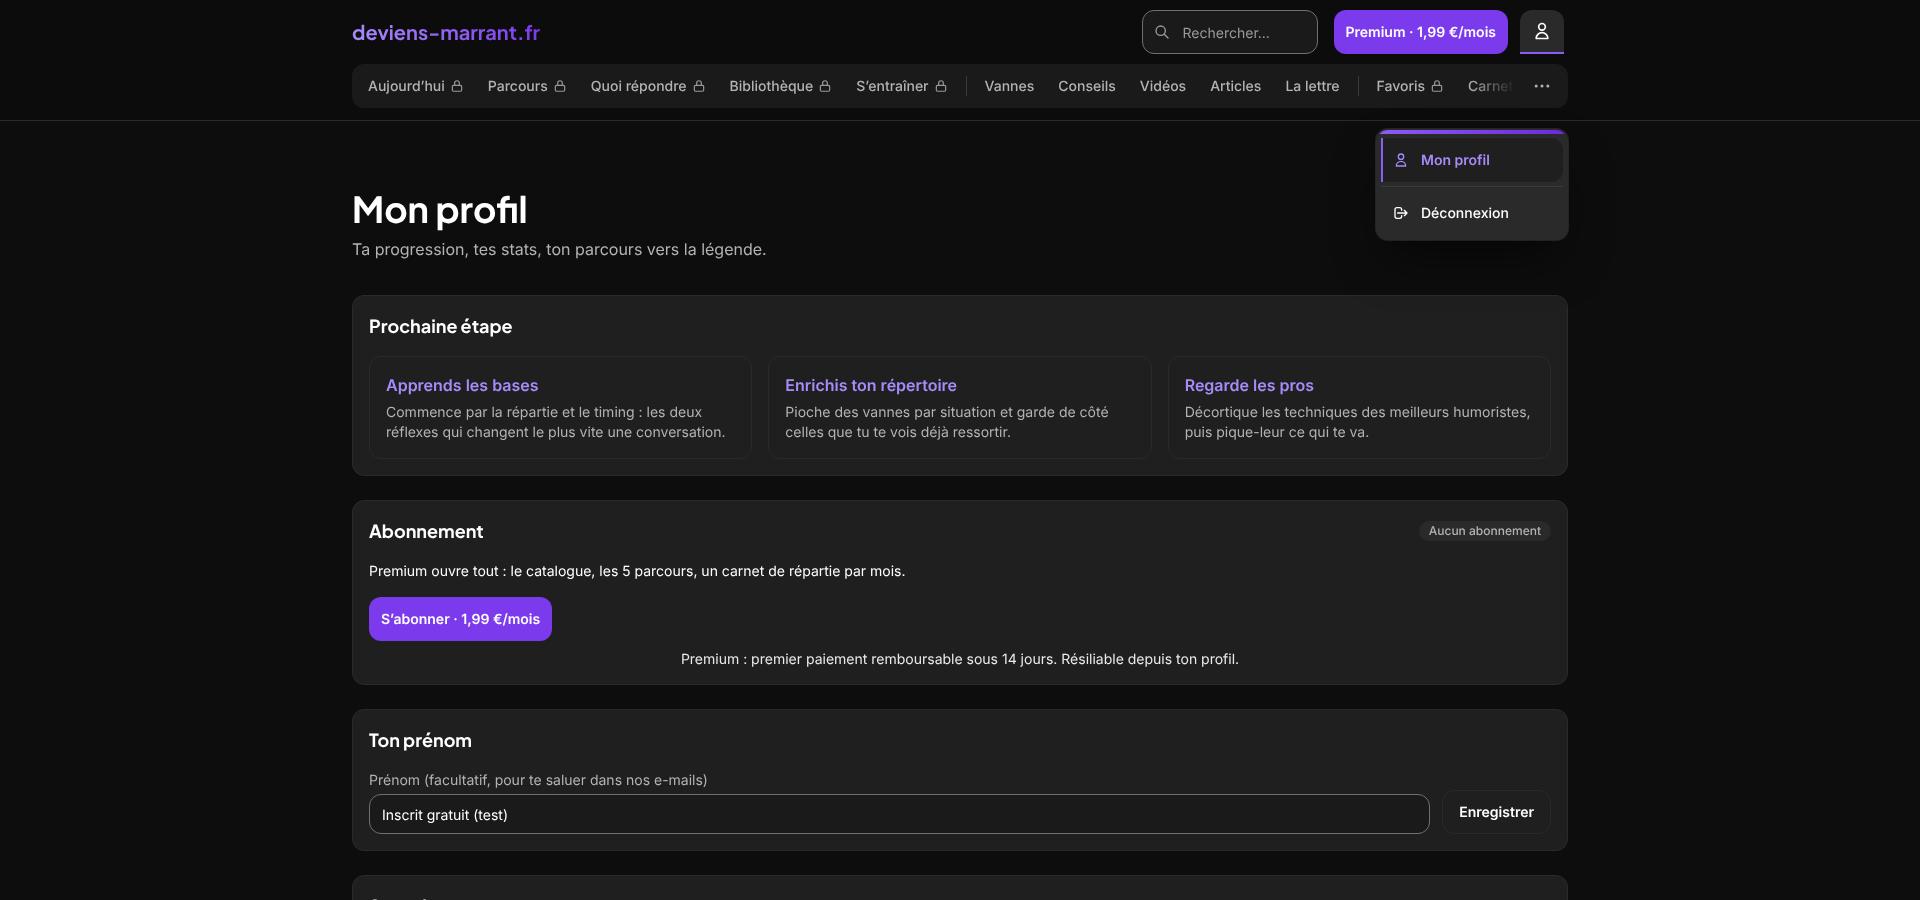 deviens-marrant.fr
Rechercher...
Premium · 1,99 €/mois
Aujourd’hui
Parcours
Quoi répondre
Bibliothèque
S’entraîner
Vannes
Conseils
Vidéos
Articles
La lettre
Favoris
Carnet
Mon profil
Déconnexion
Mon profil
Ta progression, tes stats, ton parcours vers la légende.
Prochaine étape
Apprends les bases
Commence par la répartie et le timing : les deux
réflexes qui changent le plus vite une conversation.
Enrichis ton répertoire
Pioche des vannes par situation et garde de côté
celles que tu te vois déjà ressortir.
Regarde les pros
Décortique les techniques des meilleurs humoristes,
puis pique-leur ce qui te va.
Abonnement
Aucun abonnement
Premium ouvre tout : le catalogue, les 5 parcours, un carnet de répartie par mois.
S’abonner · 1,99 €/mois
Premium : premier paiement remboursable sous 14 jours. Résiliable depuis ton profil.
Ton prénom
Prénom (facultatif, pour te saluer dans nos e-mails)
Inscrit gratuit (test)
Enregistrer